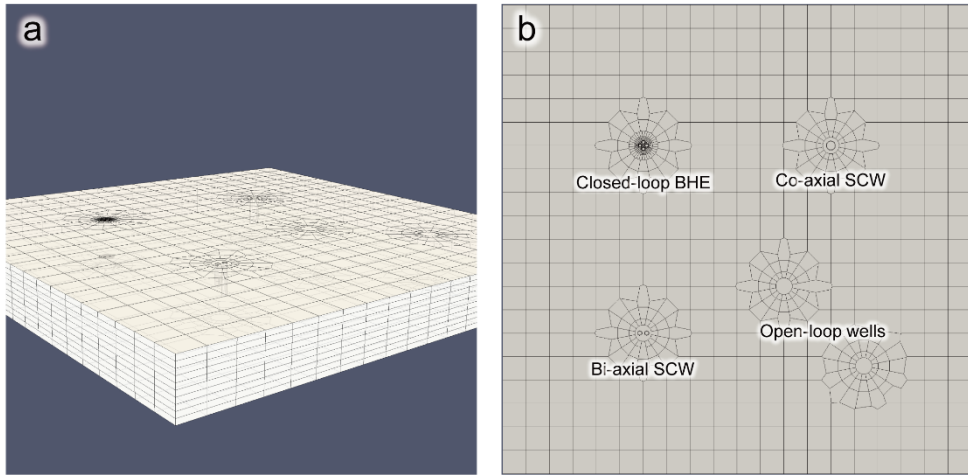 a
b
Closed-loop BHE
Co-axial SCW
Open-loop wells
Bi-axial SCW